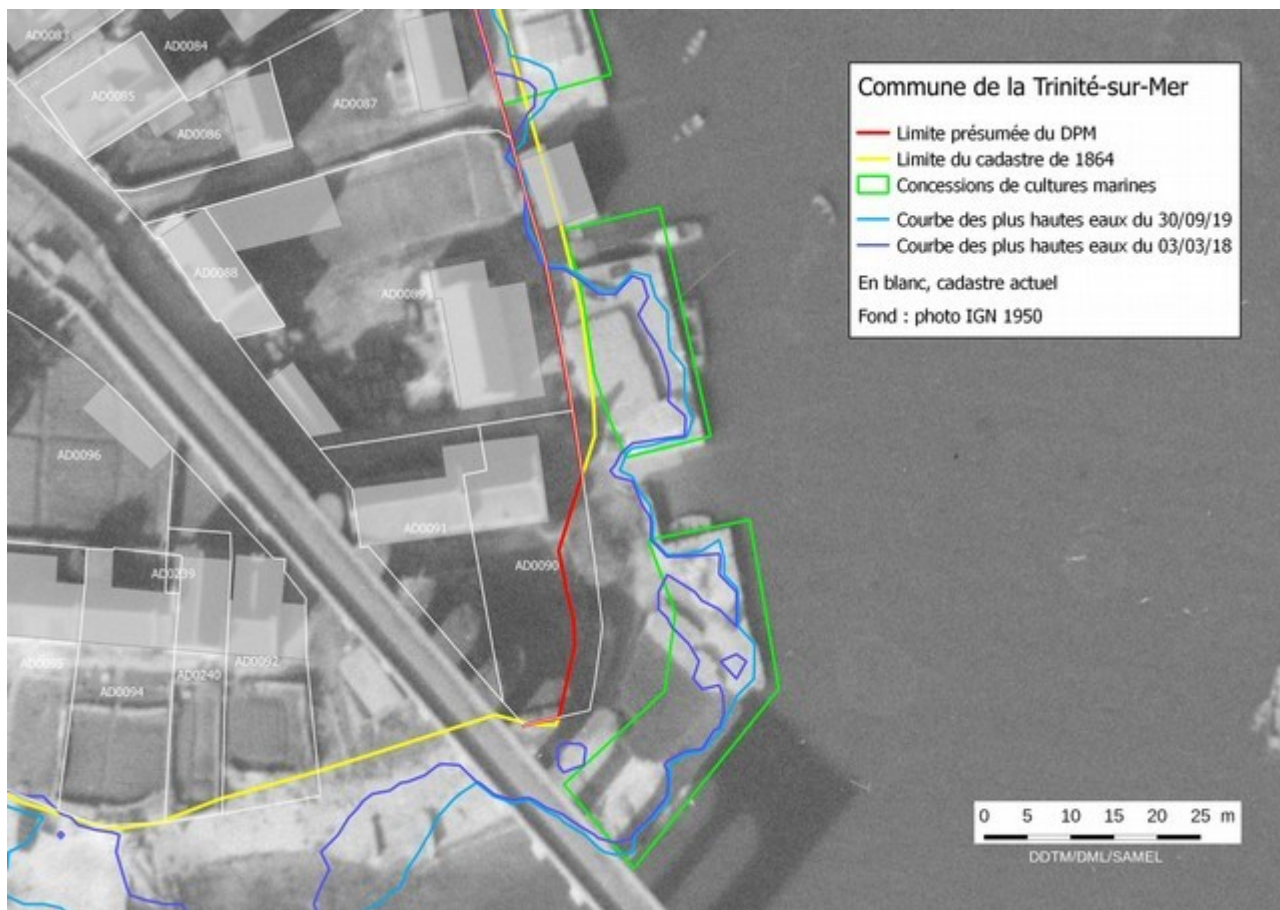 AD0083
AD0084
AD0085
AD0086
AD0087
AD0088
AD0096
AD0091
AD0090
AD0239
AD0095
AD0094
AD0240
AD0092
Commune de la Trinité-sur-Mer
Limite présumée du DPM
Limite du cadastre de 1864
Concessions de cultures marines
Courbe des plus hautes eaux du 30/09/19
Courbe des plus hautes eaux du 03/03/18
En blanc, cadastre actuel
Fond : photo IGN 1950
0 5 10 15 20 25 m
DDTM/DML/SAMEL